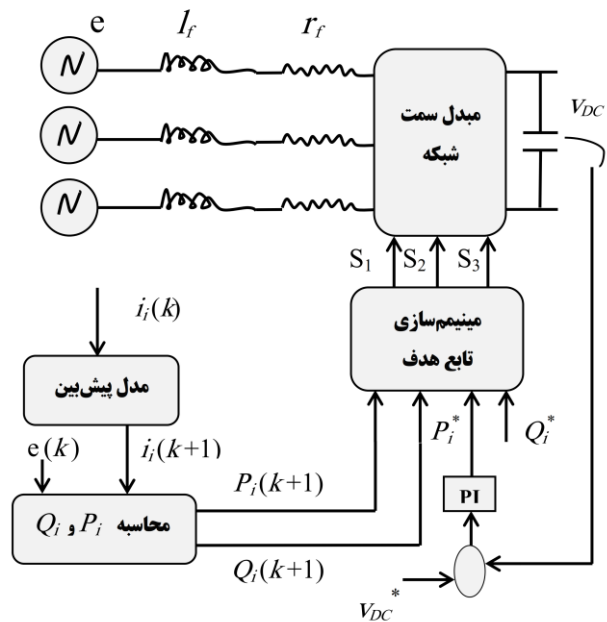 e l_f r_f
مبدل سمت
شبکه
v_DC
S₁ S₂ S₃
i_i(k)
مینیمم‌سازی
تابع هدف
مدل پیش‌بین
P_i^* Q_i^*
e(k) i_i(k+1)
P_i(k+1)
PI
محاسبه P_i و Q_i
Q_i(k+1)
v_DC^*